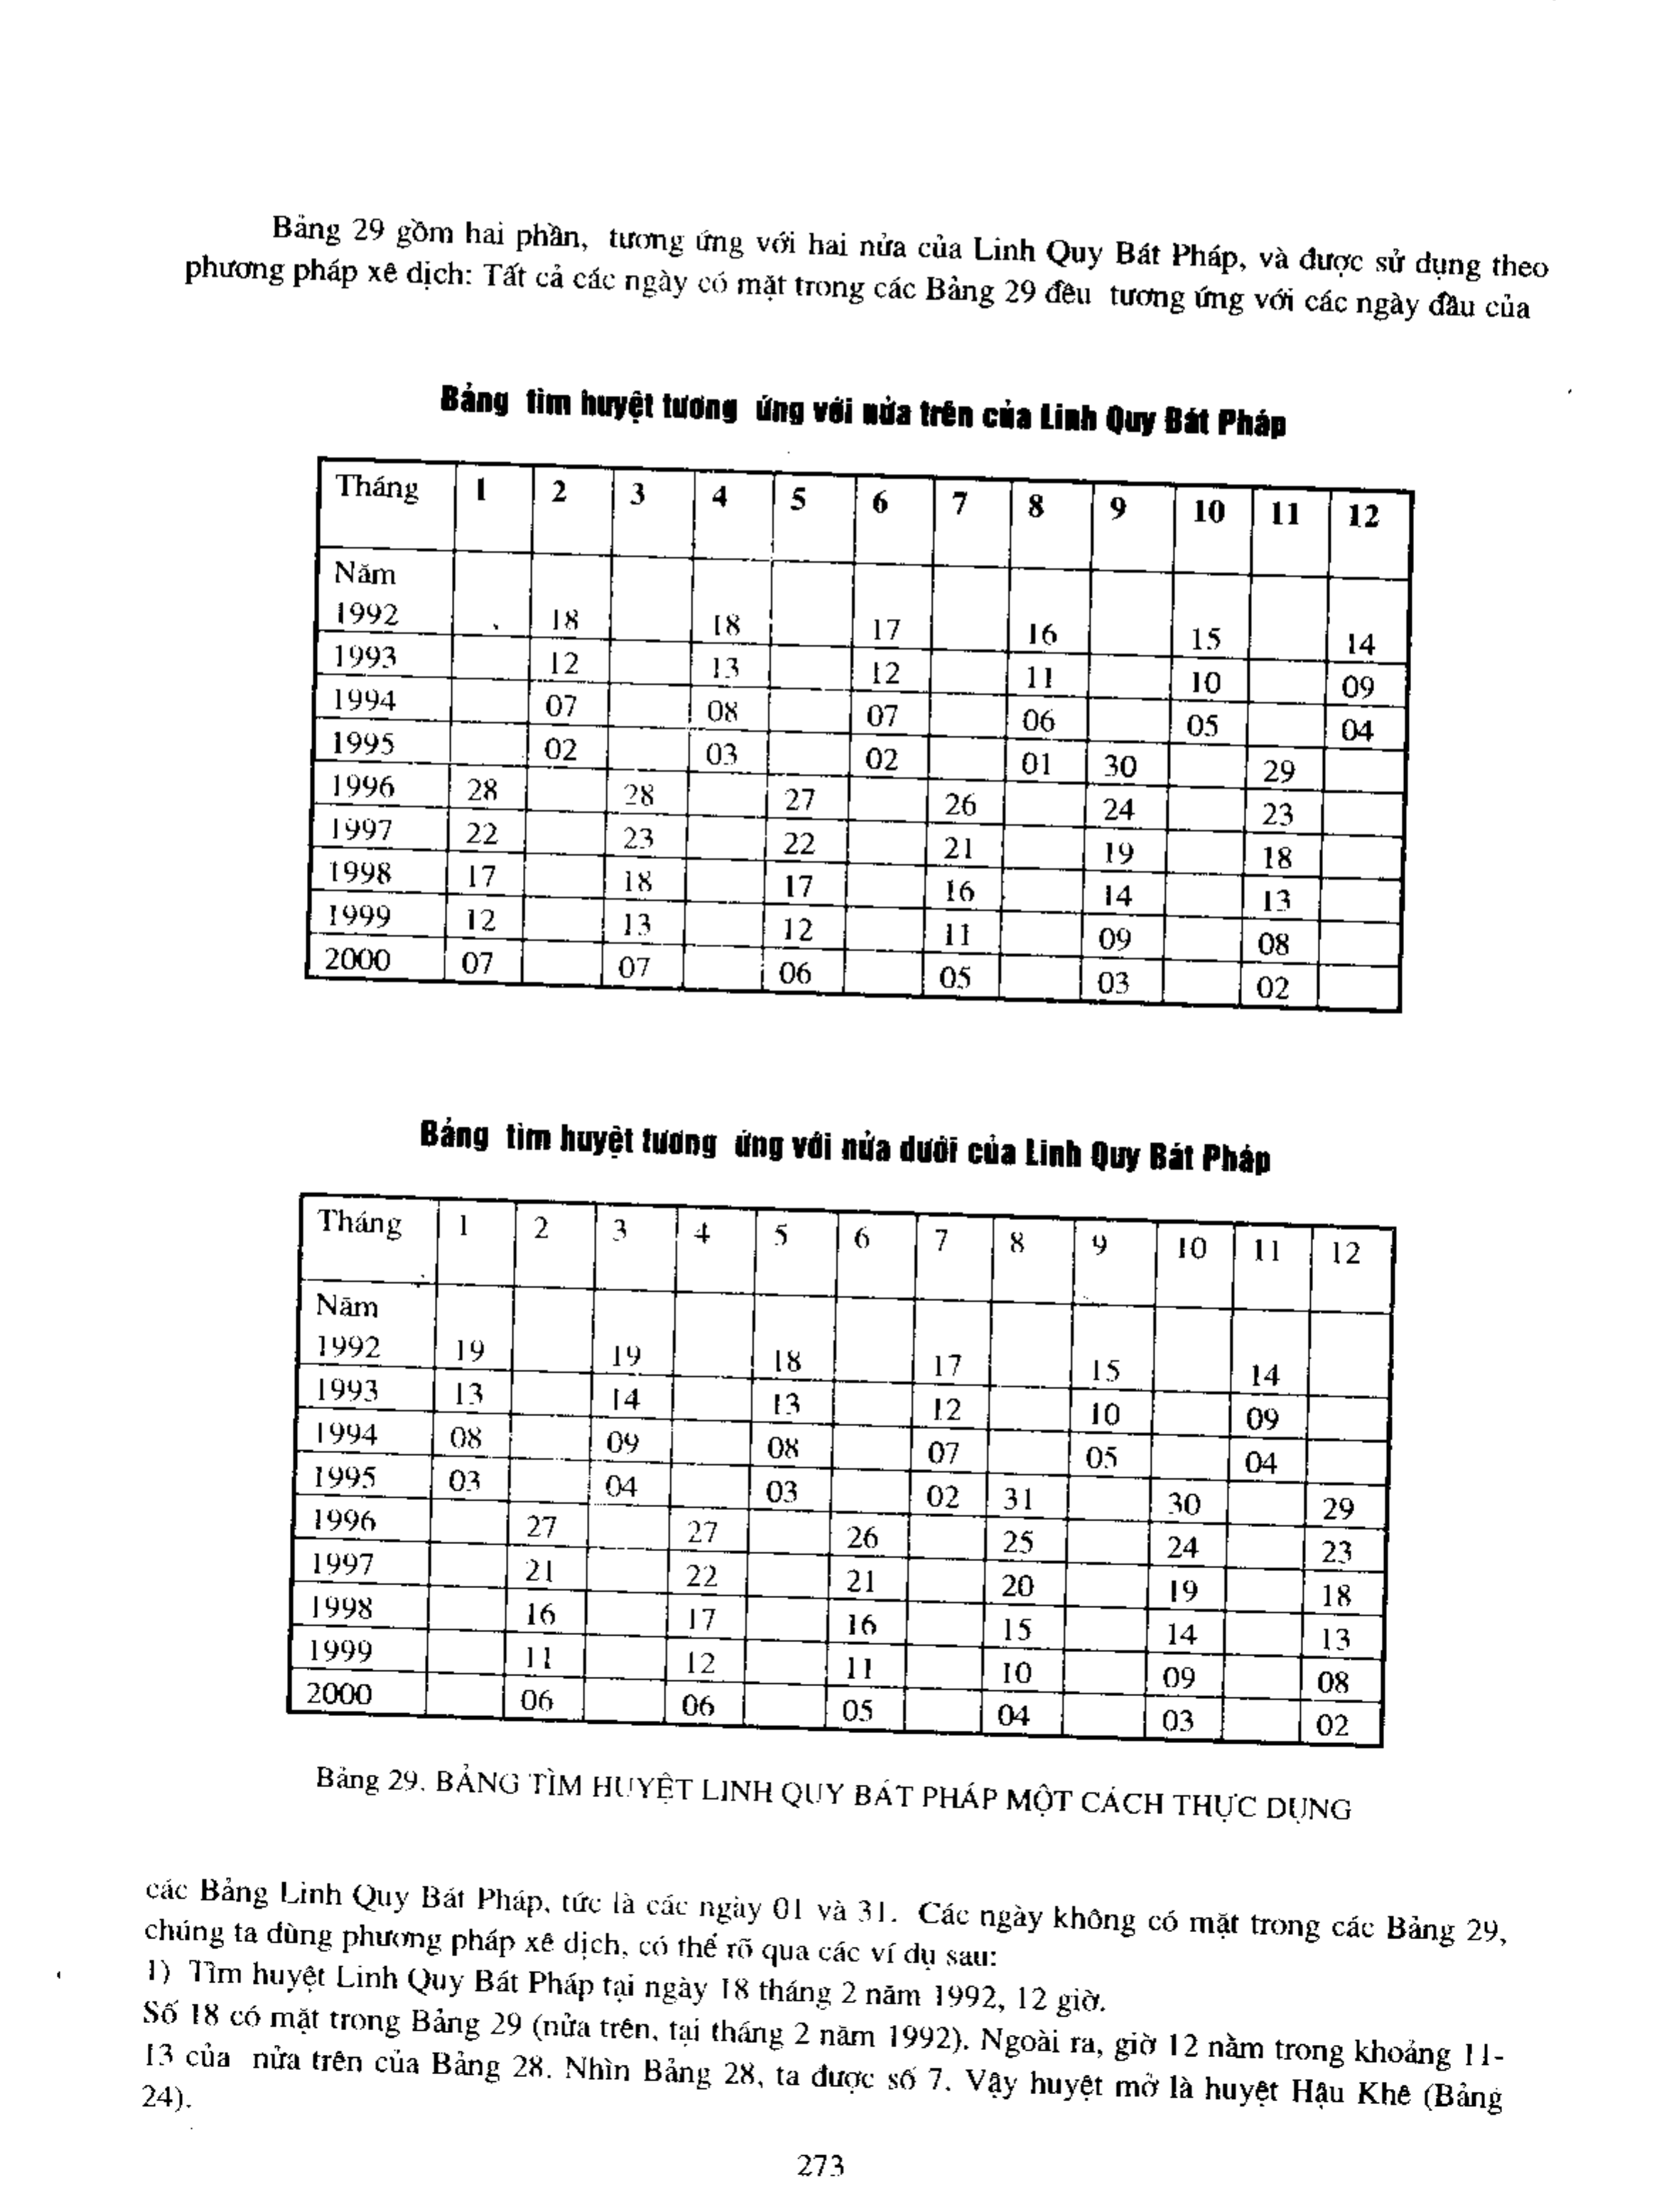 Bảng 29 gồm hai phần, tương ứng với hai nửa của Linh Quy Bát Pháp, và được sử dụng theo
phương pháp xê dịch: Tất cả các ngày có mặt trong các Bảng 29 đều tương ứng với các ngày đầu của
Bảng tìm huyệt tương ứng với nửa trên của Linh Quy Bát Pháp
Tháng 1 2 3 4 5 6 7 8 9 10 11 12
Năm
1992 18 18 17 16 15 14
1993 12 13 12 11 10 09
1994 07 08 07 06 05 04
1995 02 03 02 01 30 29
1996 28 28 27 26 24 23
1997 22 23 22 21 19 18
1998 17 18 17 16 14 13
1999 12 13 12 11 09 08
2000 07 07 06 05 03 02
Bảng tìm huyệt tương ứng với nửa dưới của Linh Quy Bát Pháp
Tháng 1 2 3 4 5 6 7 8 9 10 11 12
Năm
1992 19 19 18 17 15 14
1993 13 14 13 12 10 09
1994 08 09 08 07 05 04
1995 03 04 03 02 31 30 29
1996 27 27 26 25 24 23
1997 21 22 21 20 19 18
1998 16 17 16 15 14 13
1999 11 12 11 10 09 08
2000 06 06 05 04 03 02
Bảng 29. BẢNG TÌM HUYỆT LINH QUY BÁT PHÁP MỘT CÁCH THỰC DỤNG
các Bảng Linh Quy Bát Pháp, tức là các ngày 01 và 31. Các ngày không có mặt trong các Bảng 29,
chúng ta dùng phương pháp xê dịch, có thể rõ qua các ví dụ sau:
1) Tìm huyệt Linh Quy Bát Pháp tại ngày 18 tháng 2 năm 1992, 12 giờ.
Số 18 có mặt trong Bảng 29 (nửa trên, tại tháng 2 năm 1992). Ngoài ra, giờ 12 nằm trong khoảng 11-
13 của nửa trên của Bảng 28. Nhìn Bảng 28, ta được số 7. Vậy huyệt mở là huyệt Hậu Khê (Bảng
24).
273